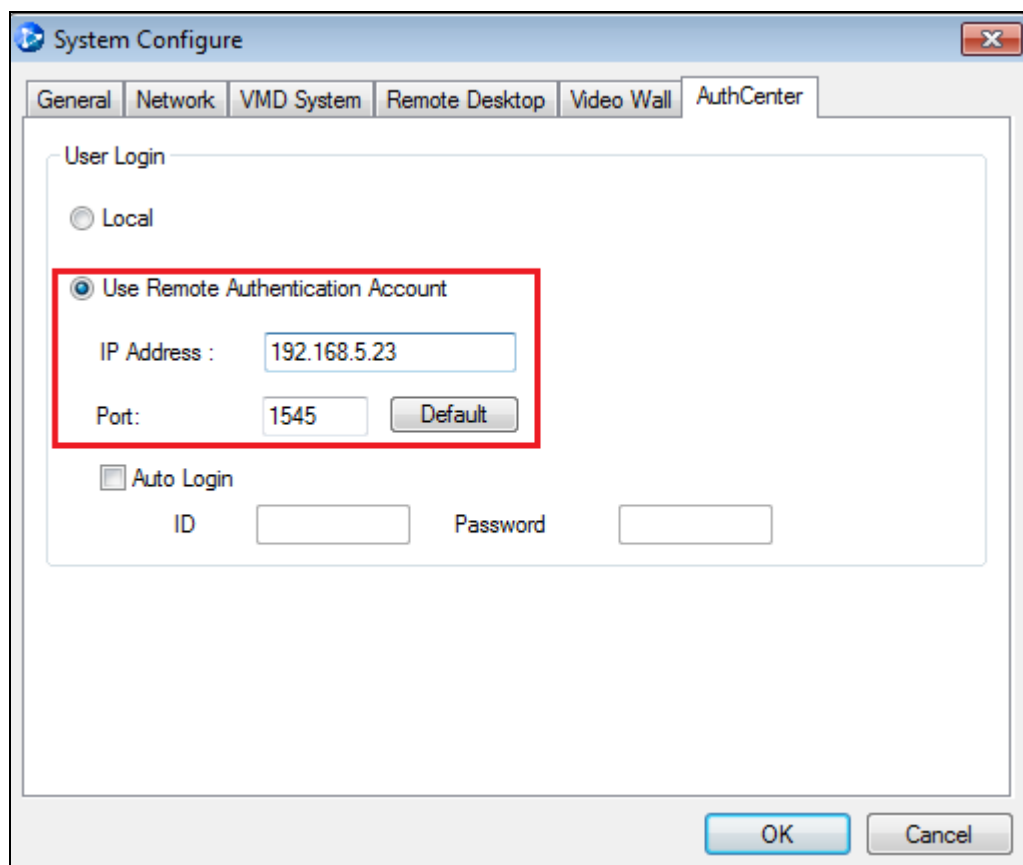 System Configure
General Network VMD System Remote Desktop Video Wall AuthCenter
User Login
Local
Use Remote Authentication Account
IP Address : 192.168.5.23
Port: 1545 Default
Auto Login
ID Password
OK Cancel